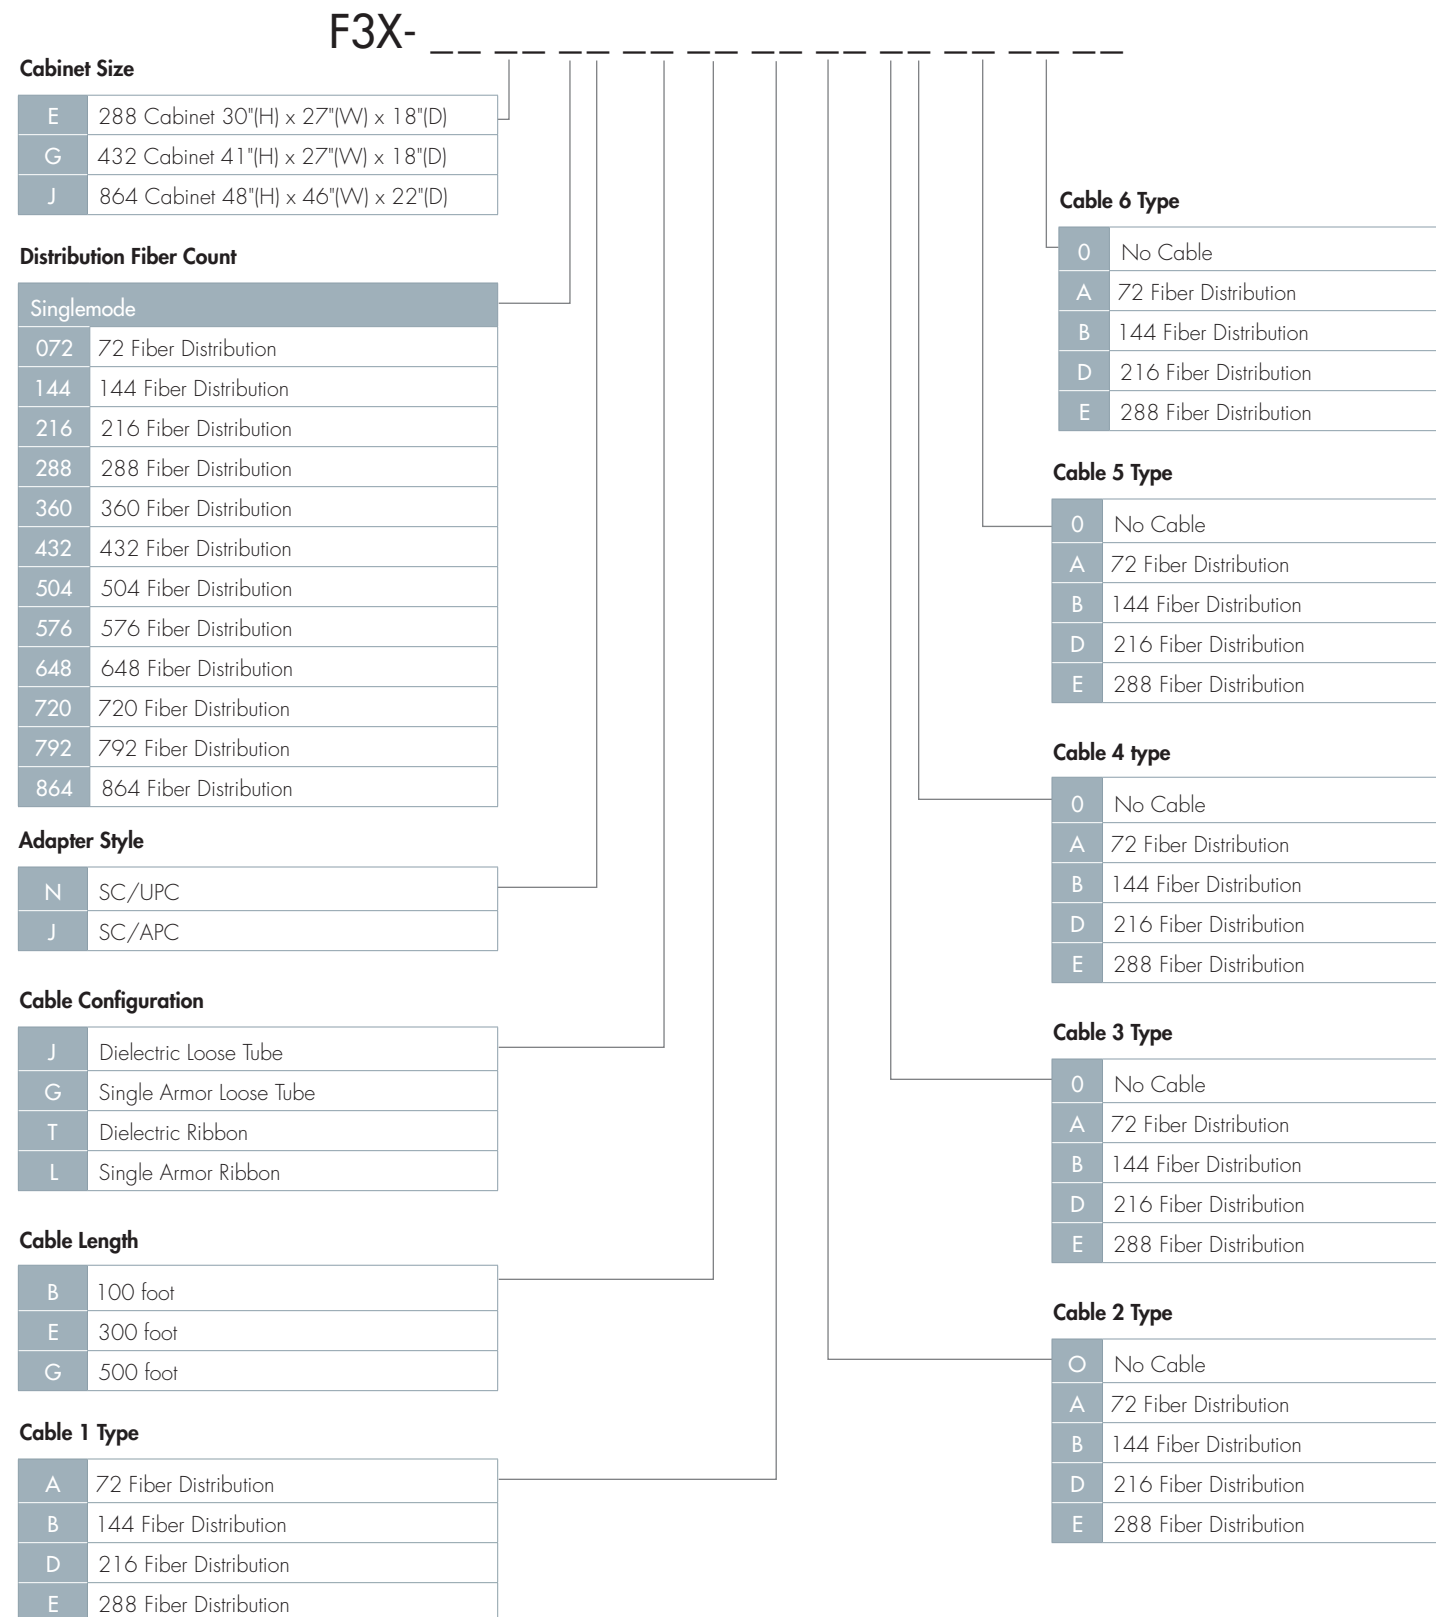 F3X- __ __ __ __ __ __ __ __ __ __ __
Cabinet Size
E 288 Cabinet 30"(H) x 27"(W) x 18"(D)
G 432 Cabinet 41"(H) x 27"(W) x 18"(D)
J 864 Cabinet 48"(H) x 46"(W) x 22"(D)
Distribution Fiber Count
Singlemode
072 72 Fiber Distribution
144 144 Fiber Distribution
216 216 Fiber Distribution
288 288 Fiber Distribution
360 360 Fiber Distribution
432 432 Fiber Distribution
504 504 Fiber Distribution
576 576 Fiber Distribution
648 648 Fiber Distribution
720 720 Fiber Distribution
792 792 Fiber Distribution
864 864 Fiber Distribution
Adapter Style
N SC/UPC
J SC/APC
Cable Configuration
J Dielectric Loose Tube
G Single Armor Loose Tube
T Dielectric Ribbon
L Single Armor Ribbon
Cable Length
B 100 foot
E 300 foot
G 500 foot
Cable 1 Type
A 72 Fiber Distribution
B 144 Fiber Distribution
D 216 Fiber Distribution
E 288 Fiber Distribution
Cable 6 Type
0 No Cable
A 72 Fiber Distribution
B 144 Fiber Distribution
D 216 Fiber Distribution
E 288 Fiber Distribution
Cable 5 Type
0 No Cable
A 72 Fiber Distribution
B 144 Fiber Distribution
D 216 Fiber Distribution
E 288 Fiber Distribution
Cable 4 type
0 No Cable
A 72 Fiber Distribution
B 144 Fiber Distribution
D 216 Fiber Distribution
E 288 Fiber Distribution
Cable 3 Type
0 No Cable
A 72 Fiber Distribution
B 144 Fiber Distribution
D 216 Fiber Distribution
E 288 Fiber Distribution
Cable 2 Type
O No Cable
A 72 Fiber Distribution
B 144 Fiber Distribution
D 216 Fiber Distribution
E 288 Fiber Distribution